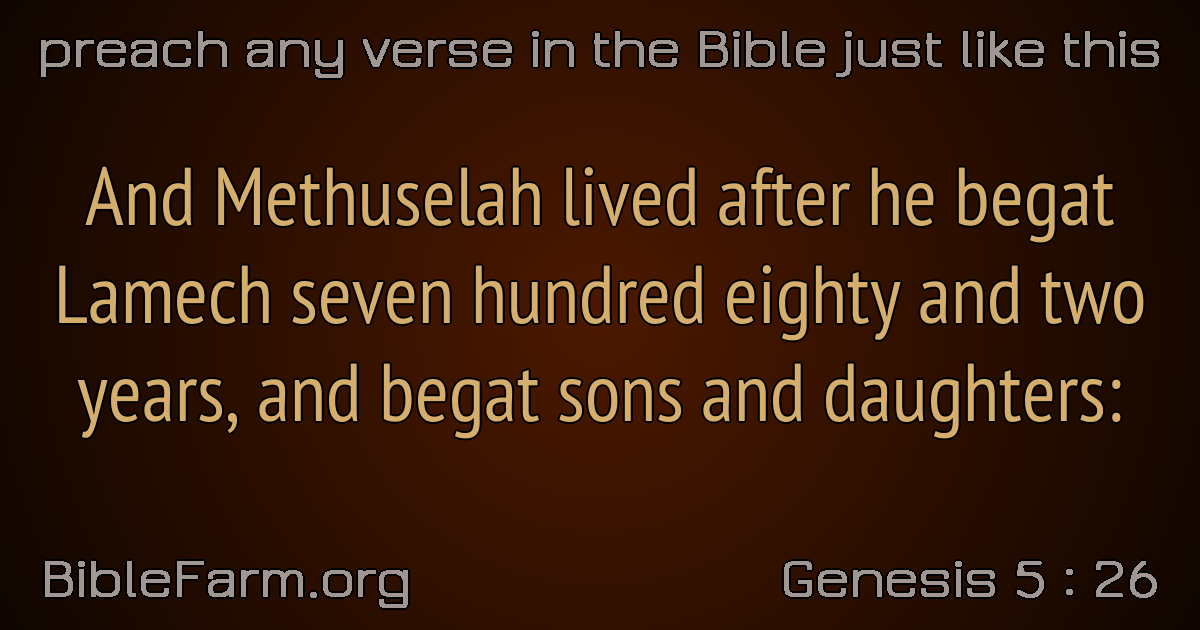 preach any verse in the Bible just like this
And Methuselah lived after he begat
Lamech seven hundred eighty and two
years, and begat sons and daughters:
BibleFarm.org
Genesis 5 : 26